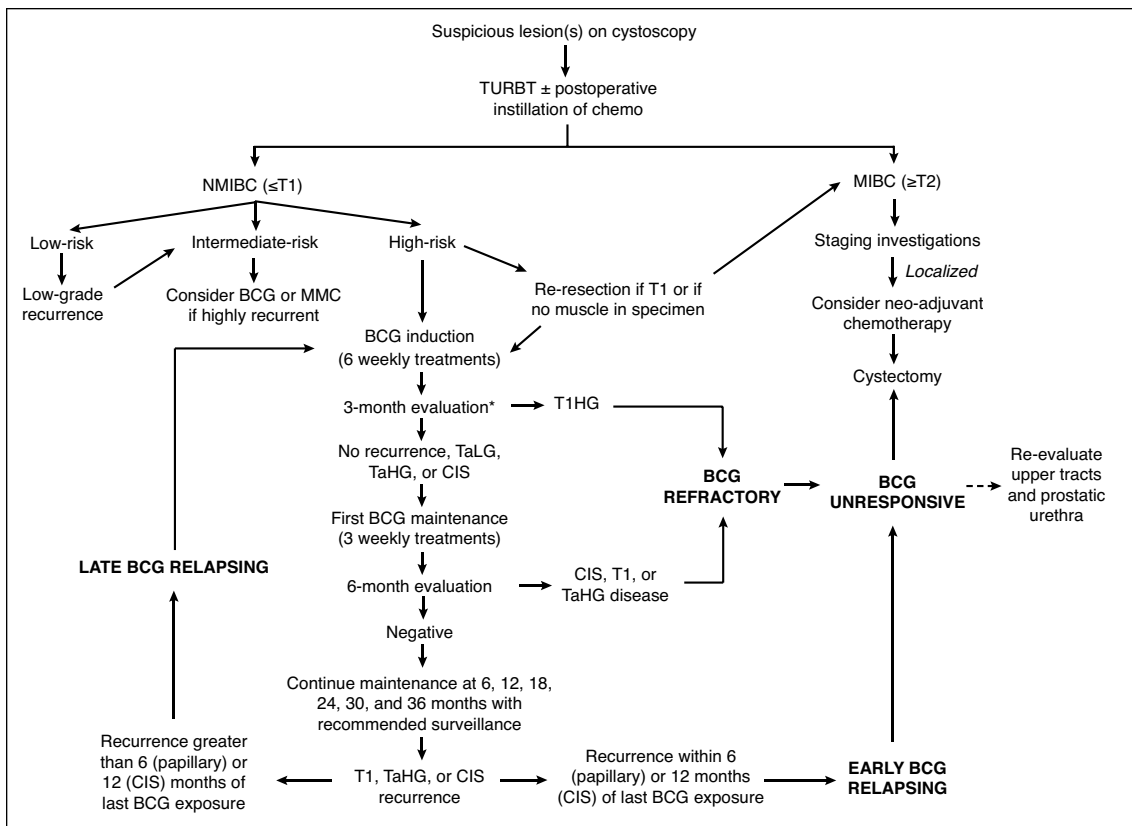 Suspicious lesion(s) on cystoscopy
TURBT ± postoperative
instillation of chemo
NMIBC (≤T1)
MIBC (≥T2)
Low-risk
Intermediate-risk
High-risk
Staging investigations
Localized
Low-grade
recurrence
Consider BCG or MMC
if highly recurrent
Re-resection if T1 or if
no muscle in specimen
Consider neo-adjuvant
chemotherapy
BCG induction
(6 weekly treatments)
Cystectomy
3-month evaluation*
T1HG
No recurrence, TaLG,
TaHG, or CIS
BCG
REFRACTORY
BCG
UNRESPONSIVE
Re-evaluate
upper tracts
and prostatic
urethra
First BCG maintenance
(3 weekly treatments)
LATE BCG RELAPSING
6-month evaluation
CIS, T1, or
TaHG disease
Negative
Continue maintenance at 6, 12, 18,
24, 30, and 36 months with
recommended surveillance
Recurrence greater
than 6 (papillary) or
12 (CIS) months of
last BCG exposure
T1, TaHG, or CIS
recurrence
Recurrence within 6
(papillary) or 12 months
(CIS) of last BCG exposure
EARLY BCG
RELAPSING